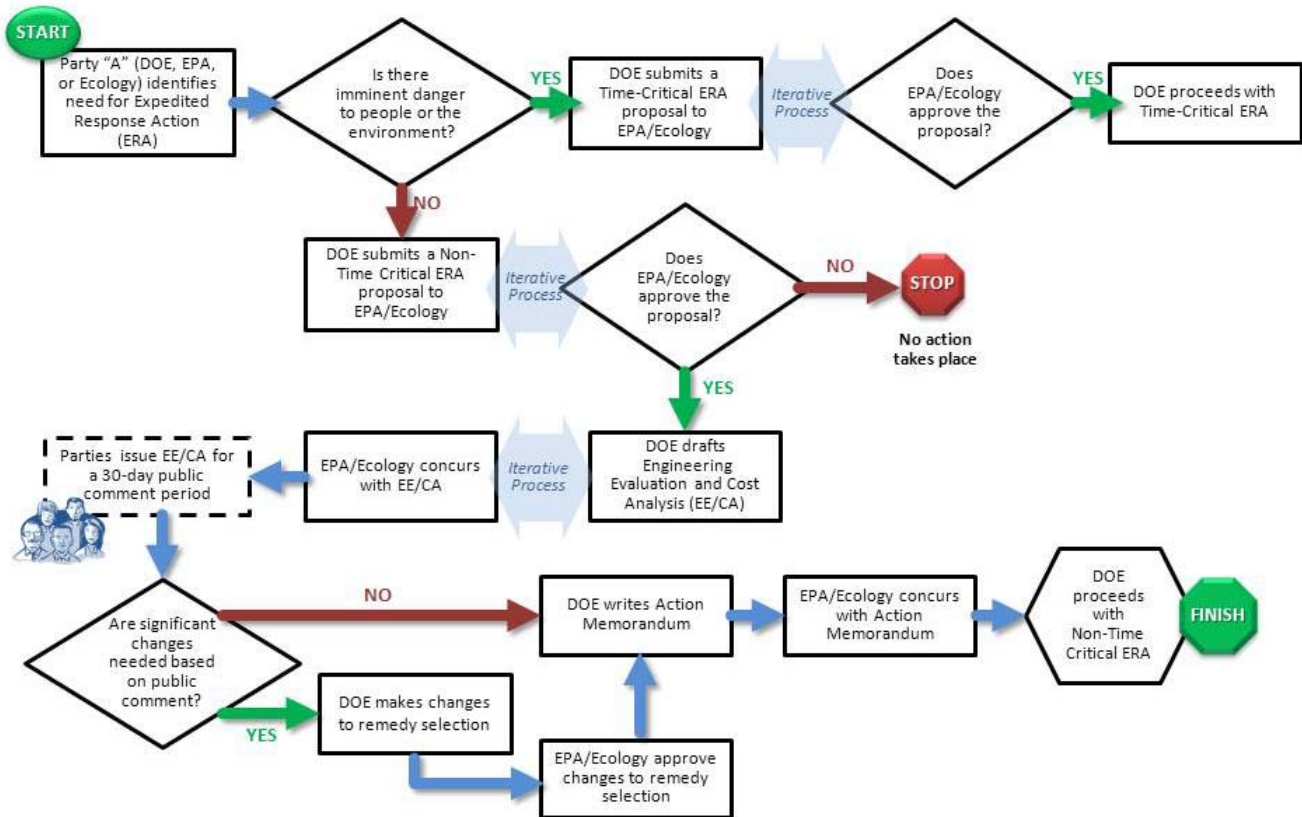 START
Party “A” (DOE, EPA,
or Ecology) identifies
need for Expedited
Response Action
(ERA)
Is there
imminent danger
to people or the
environment?
YES
DOE submits a
Time-Critical ERA
proposal to
EPA/Ecology
Iterative
Process
Does
EPA/Ecology
approve the
proposal?
YES
DOE proceeds with
Time-Critical ERA
NO
DOE submits a Non-
Time Critical ERA
proposal to
EPA/Ecology
Iterative
Process
Does
EPA/Ecology
approve the
proposal?
NO
STOP
No action
takes place
YES
DOE drafts
Engineering
Evaluation and Cost
Analysis (EE/CA)
Iterative
Process
EPA/Ecology concurs
with EE/CA
Parties issue EE/CA for
a 30-day public
comment period
Are significant
changes
needed based
on public
comment?
NO
YES
DOE makes changes
to remedy selection
EPA/Ecology approve
changes to remedy
selection
DOE writes Action
Memorandum
EPA/Ecology concurs
with Action
Memorandum
DOE
proceeds
with
Non-Time
Critical ERA
FINISH